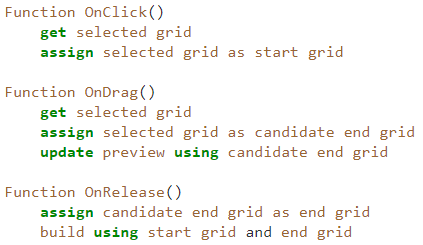 Function OnClick()
    get selected grid
    assign selected grid as start grid

Function OnDrag()
    get selected grid
    assign selected grid as candidate end grid
    update preview using candidate end grid

Function OnRelease()
    assign candidate end grid as end grid
    build using start grid and end grid